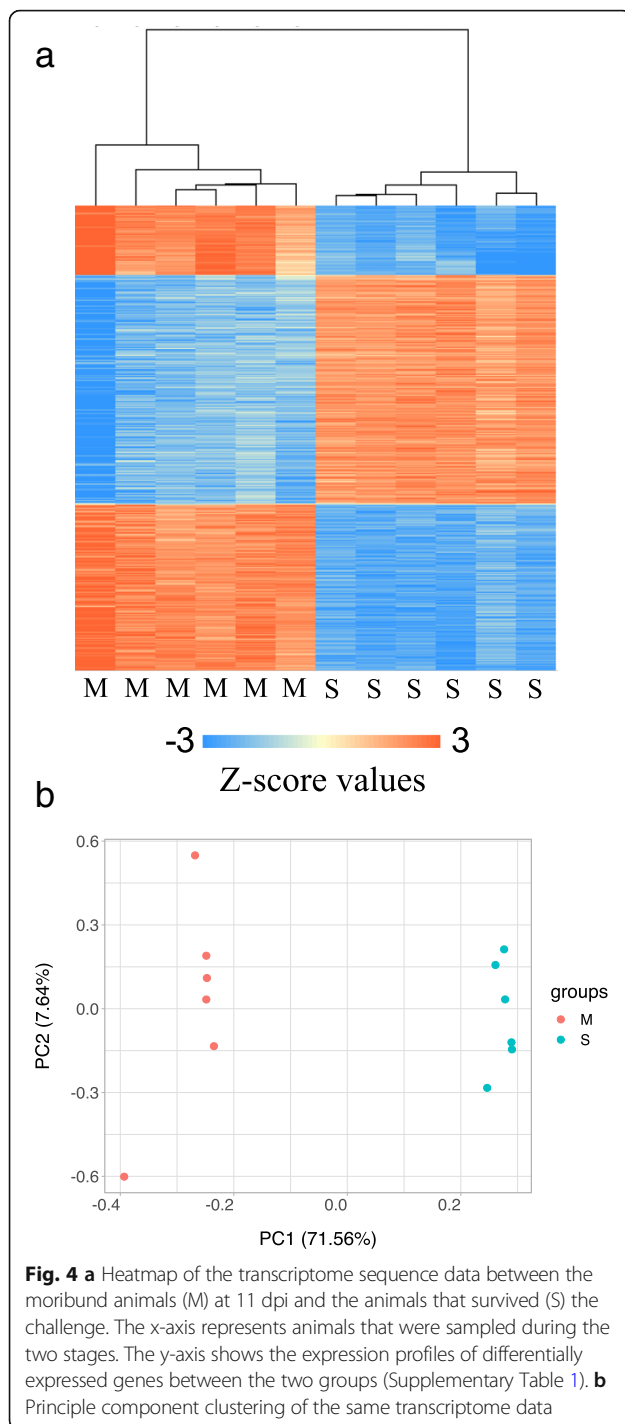 a
M M M M M M S S S S S S
-3 3
Z-score values
b
0.6
0.3
0.0
-0.3
-0.6
PC2 (7.64%)
-0.4 -0.2 0.0 0.2
PC1 (71.56%)
groups
M
S
Fig. 4 a Heatmap of the transcriptome sequence data between the
moribund animals (M) at 11 dpi and the animals that survived (S) the
challenge. The x-axis represents animals that were sampled during the
two stages. The y-axis shows the expression profiles of differentially
expressed genes between the two groups (Supplementary Table 1). b
Principle component clustering of the same transcriptome data